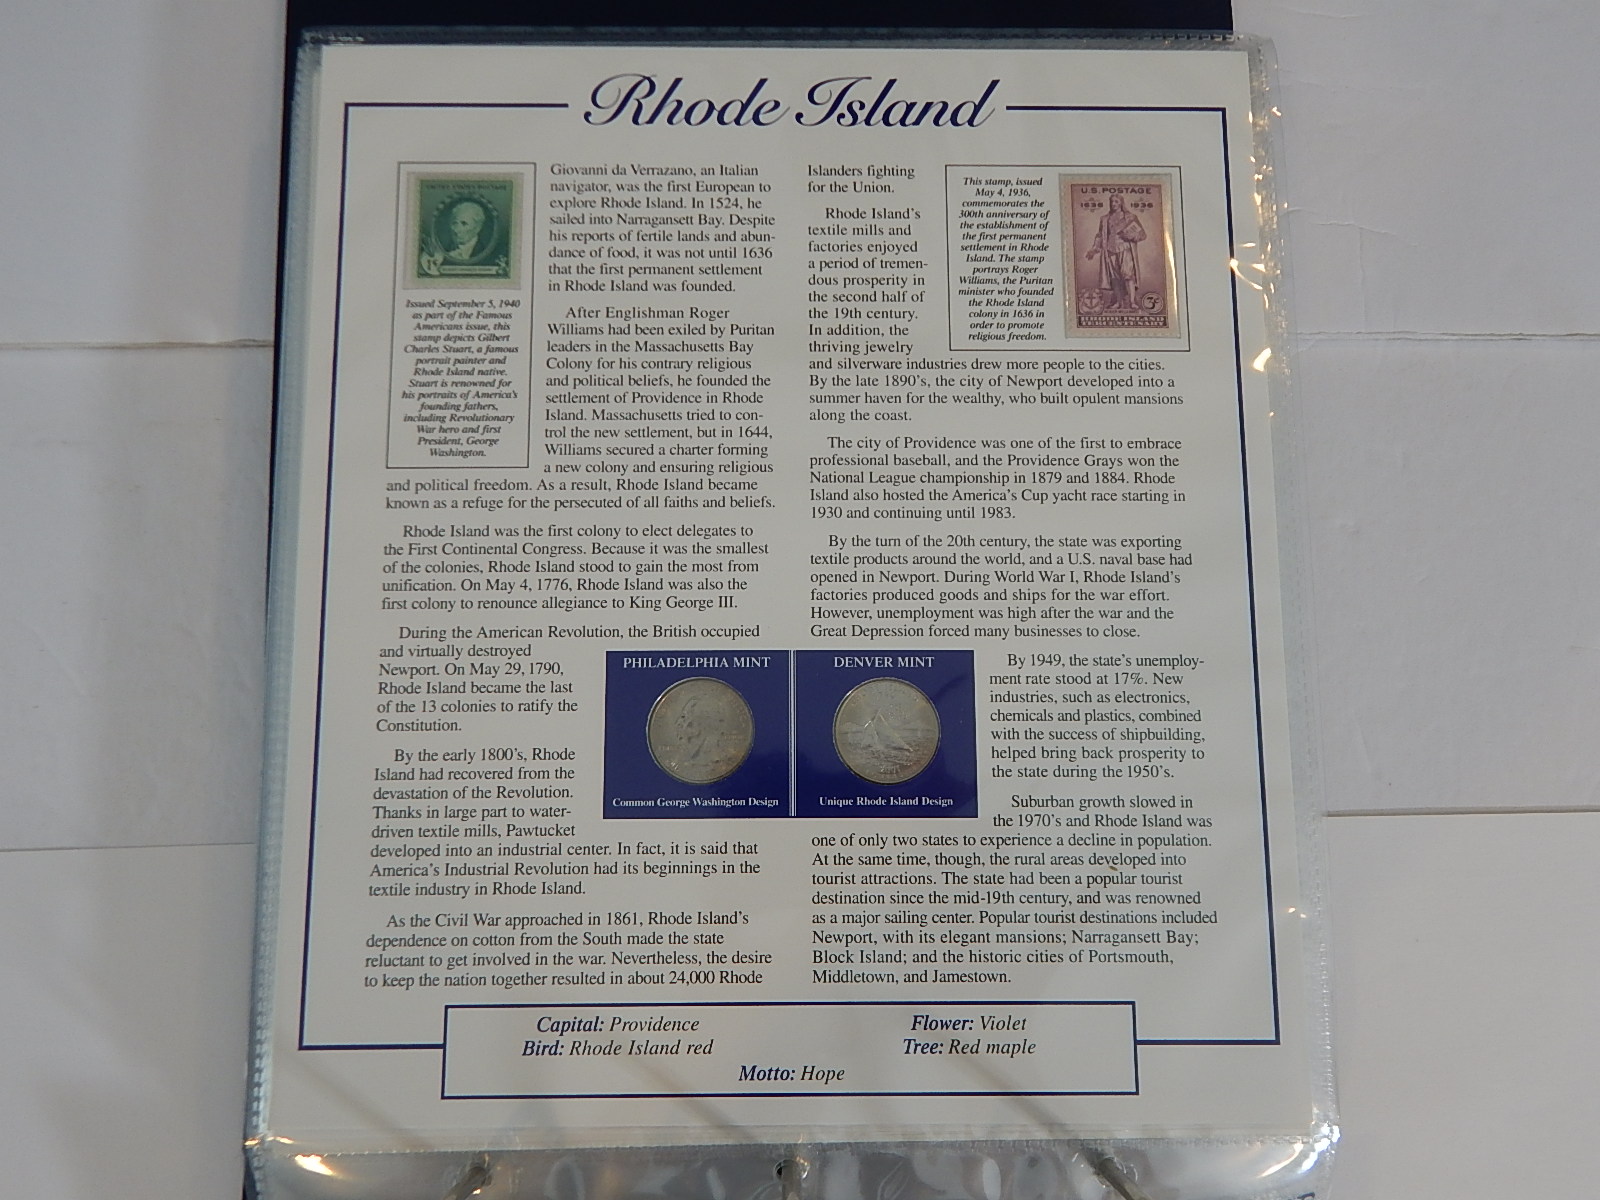 Rhode Island
UNITED STATES POSTAGE
1¢
Issued September 5, 1940
as part of the Famous
Americans issue, this
stamp depicts Gilbert
Charles Stuart, a famous
portrait painter and
Rhode Island native.
Stuart is renowned for
his portraits of America's
founding fathers,
including Revolutionary
War hero and first
President, George
Washington.
Giovanni da Verrazano, an Italian
navigator, was the first European to
explore Rhode Island. In 1524, he
sailed into Narragansett Bay. Despite
his reports of fertile lands and abun-
dance of food, it was not until 1636
that the first permanent settlement
in Rhode Island was founded.
After Englishman Roger
Williams had been exiled by Puritan
leaders in the Massachusetts Bay
Colony for his contrary religious
and political beliefs, he founded the
settlement of Providence in Rhode
Island. Massachusetts tried to con-
trol the new settlement, but in 1644,
Williams secured a charter forming
a new colony and ensuring religious
and political freedom. As a result, Rhode Island became
known as a refuge for the persecuted of all faiths and beliefs.
Rhode Island was the first colony to elect delegates to
the First Continental Congress. Because it was the smallest
of the colonies, Rhode Island stood to gain the most from
unification. On May 4, 1776, Rhode Island was also the
first colony to renounce allegiance to King George III.
During the American Revolution, the British occupied
and virtually destroyed
Newport. On May 29, 1790,
Rhode Island became the last
of the 13 colonies to ratify the
Constitution.
By the early 1800's, Rhode
Island had recovered from the
devastation of the Revolution.
Thanks in large part to water-
driven textile mills, Pawtucket
developed into an industrial center. In fact, it is said that
America's Industrial Revolution had its beginnings in the
textile industry in Rhode Island.
As the Civil War approached in 1861, Rhode Island's
dependence on cotton from the South made the state
reluctant to get involved in the war. Nevertheless, the desire
to keep the nation together resulted in about 24,000 Rhode
Islanders fighting
for the Union.
Rhode Island's
textile mills and
factories enjoyed
a period of tremen-
dous prosperity in
the second half of
the 19th century.
In addition, the
thriving jewelry
and silverware industries drew more people to the cities.
By the late 1890's, the city of Newport developed into a
summer haven for the wealthy, who built opulent mansions
along the coast.
This stamp, issued
May 4, 1936,
commemorates the
300th anniversary of
the establishment of
the first permanent
settlement in Rhode
Island. The stamp
portrays Roger
Williams, the Puritan
minister who founded
the Rhode Island
colony in 1636 in
order to promote
religious freedom.
U.S. POSTAGE
1636 1936
3¢
RHODE ISLAND
TERCENTENARY
The city of Providence was one of the first to embrace
professional baseball, and the Providence Grays won the
National League championship in 1879 and 1884. Rhode
Island also hosted the America's Cup yacht race starting in
1930 and continuing until 1983.
By the turn of the 20th century, the state was exporting
textile products around the world, and a U.S. naval base had
opened in Newport. During World War I, Rhode Island's
factories produced goods and ships for the war effort.
However, unemployment was high after the war and the
Great Depression forced many businesses to close.
PHILADELPHIA MINT
Common George Washington Design
DENVER MINT
Unique Rhode Island Design
By 1949, the state's unemploy-
ment rate stood at 17%. New
industries, such as electronics,
chemicals and plastics, combined
with the success of shipbuilding,
helped bring back prosperity to
the state during the 1950's.
Suburban growth slowed in
the 1970's and Rhode Island was
one of only two states to experience a decline in population.
At the same time, though, the rural areas developed into
tourist attractions. The state had been a popular tourist
destination since the mid-19th century, and was renowned
as a major sailing center. Popular tourist destinations included
Newport, with its elegant mansions; Narragansett Bay;
Block Island; and the historic cities of Portsmouth,
Middletown, and Jamestown.
Capital: Providence
Bird: Rhode Island red
Flower: Violet
Tree: Red maple
Motto: Hope